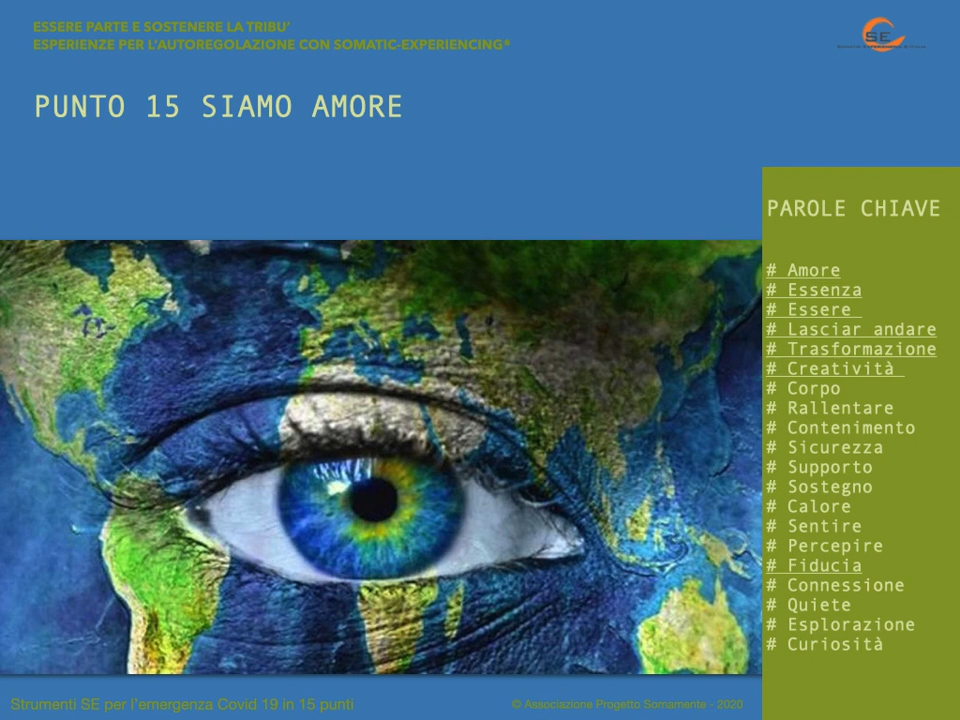 ESSERE PARTE E SOSTENERE LA TRIBU'
ESPERIENZE PER L'AUTOREGOLAZIONE CON SOMATIC-EXPERIENCING®
SE
PUNTO 15 SIAMO AMORE
PAROLE CHIAVE
# Amore
# Essenza
# Essere
# Lasciar andare
# Trasformazione
# Creatività
# Corpo
# Rallentare
# Contenimento
# Sicurezza
# Supporto
# Sostegno
# Calore
# Sentire
# Percepire
# Fiducia
# Connessione
# Quiete
# Esplorazione
# Curiosità
Strumenti SE per l'emergenza Covid 19 in 15 punti
© Associazione Progetto Somamente - 2020